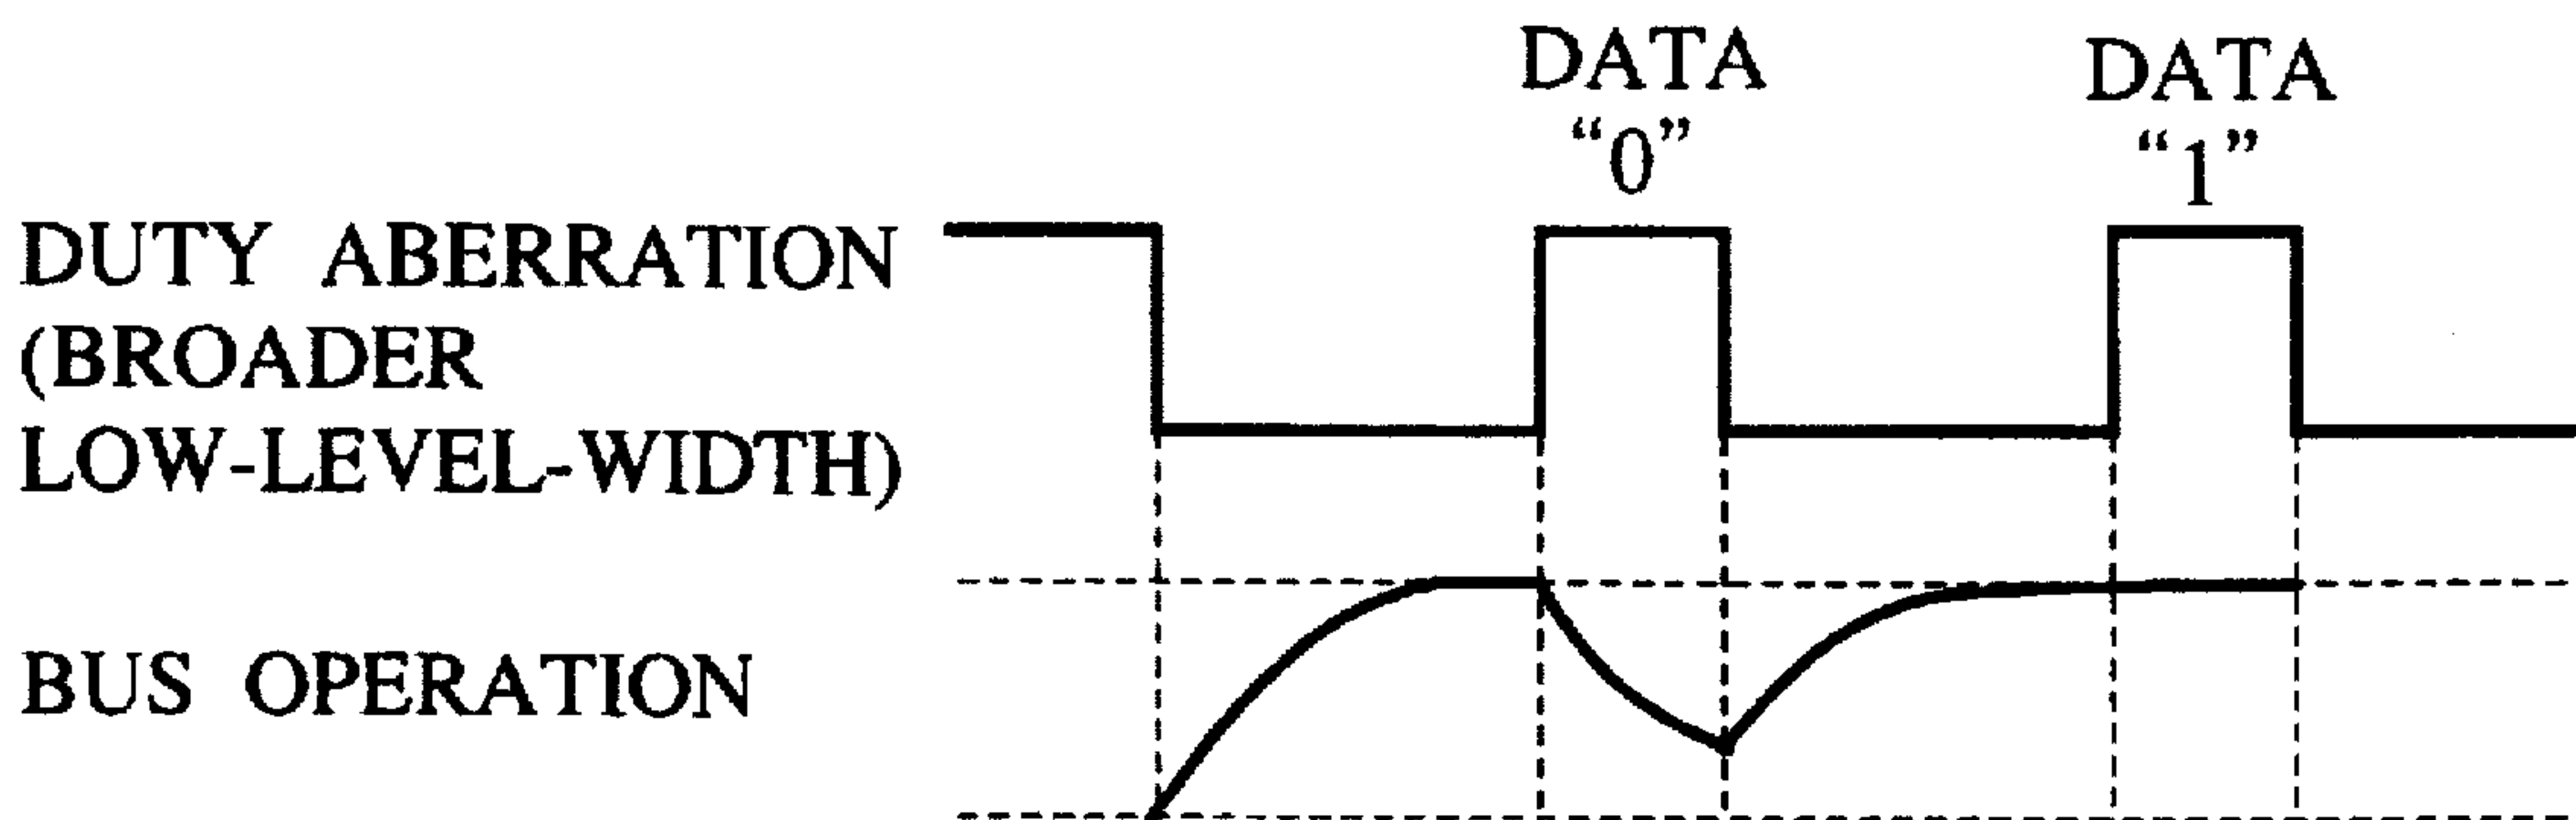 DATA
"0"
DATA
"1"
DUTY ABERRATION
(BROADER
LOW-LEVEL-WIDTH)
BUS OPERATION